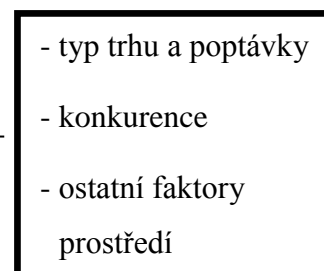 - typ trhu a poptávky
- konkurence
- ostatní faktory
prostředí